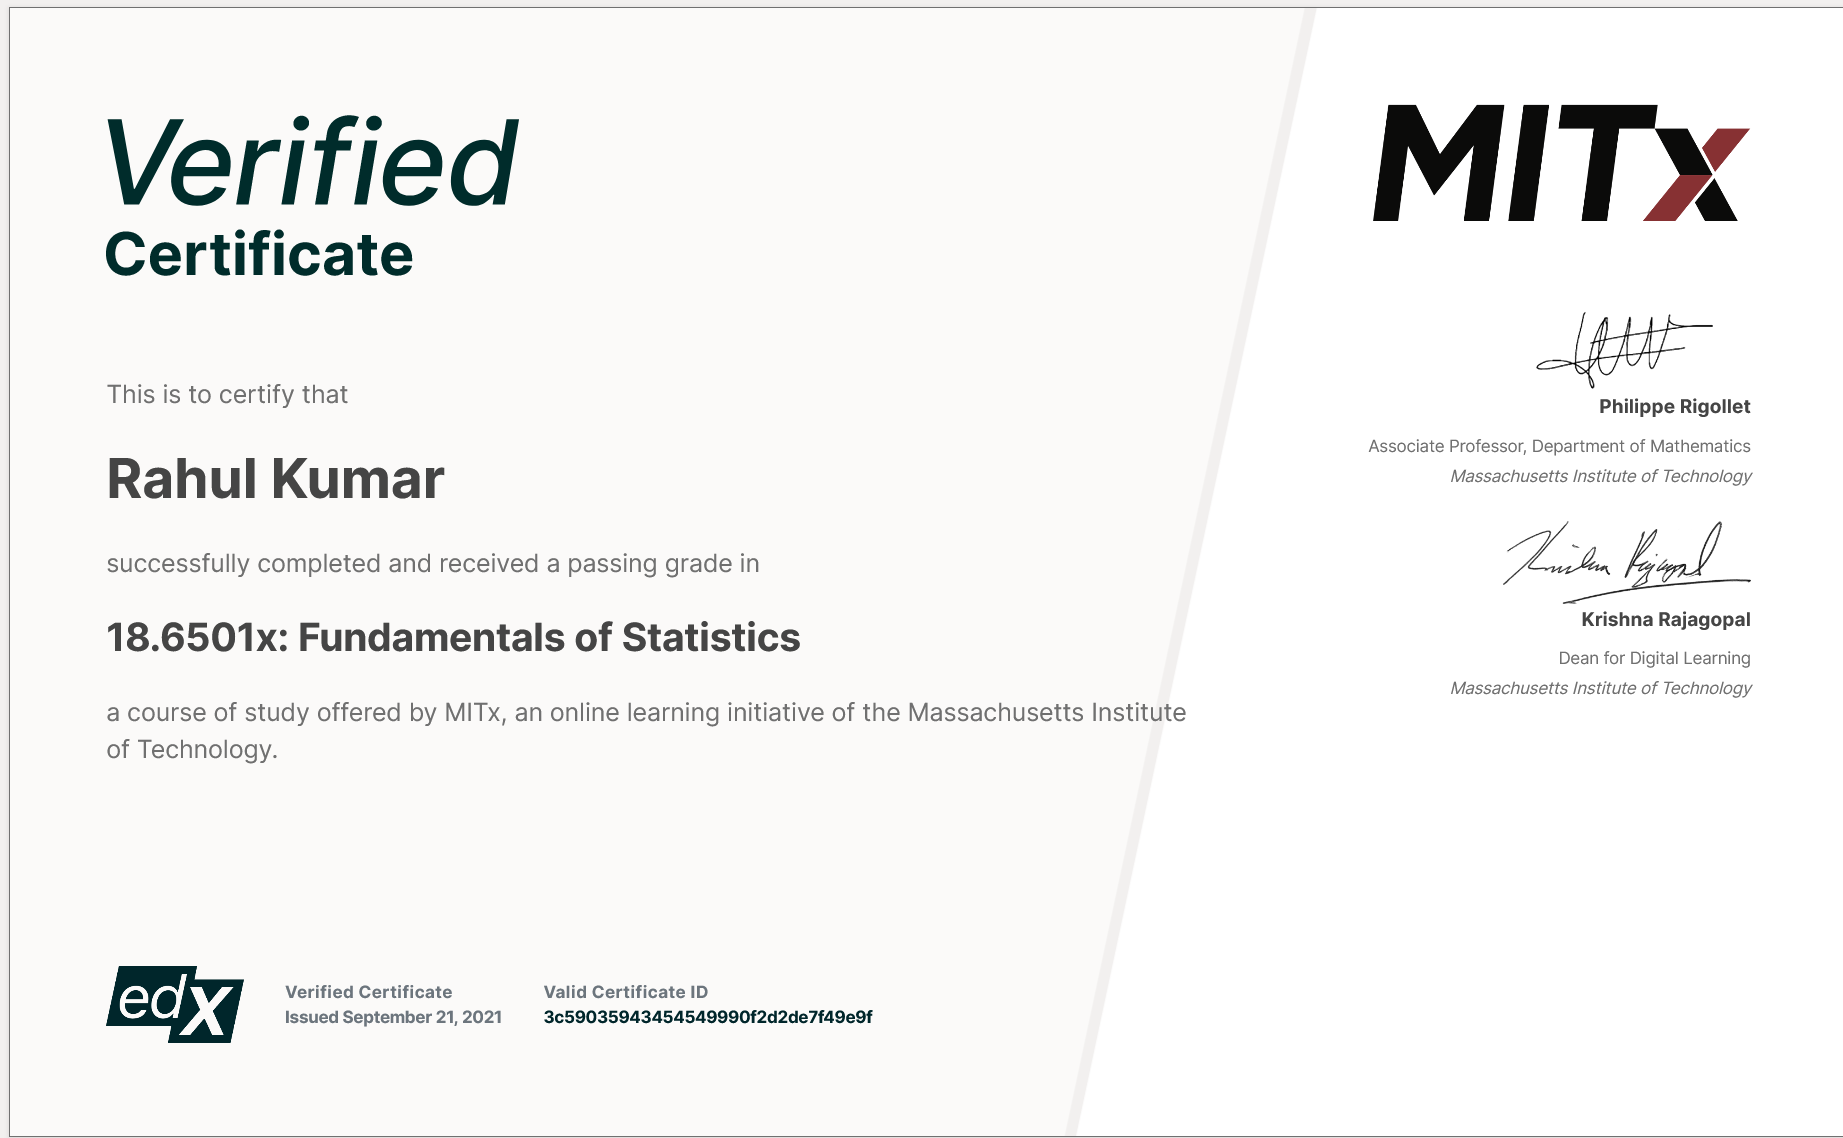 Verified
Certificate
This is to certify that
Rahul Kumar
successfully completed and received a passing grade in
18.6501x: Fundamentals of Statistics
a course of study offered by MITx, an online learning initiative of the Massachusetts Institute
of Technology.
edX
Verified Certificate
Issued September 21, 2021
Valid Certificate ID
3c59035943454549990f2d2de7f49e9f
MITx
Philippe Rigollet
Associate Professor, Department of Mathematics
Massachusetts Institute of Technology
Krishna Rajagopal
Krishna Rajagopal
Dean for Digital Learning
Massachusetts Institute of Technology